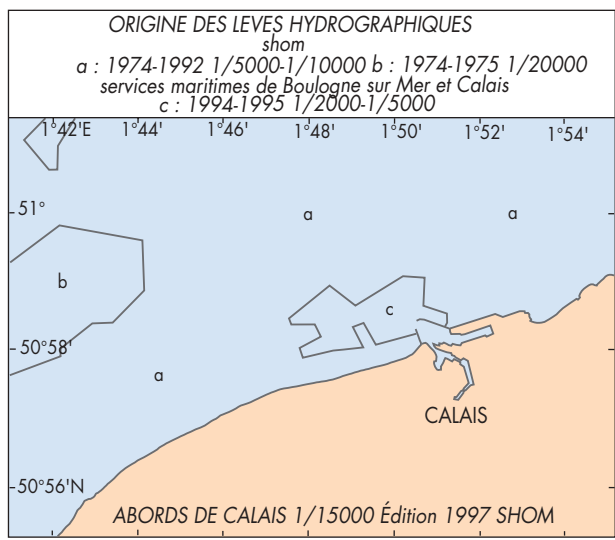 ORIGINE DES LEVES HYDROGRAPHIQUES
shom
a : 1974-1992 1/5000-1/10000 b : 1974-1975 1/20000
services maritimes de Boulogne sur Mer et Calais
c : 1994-1995 1/2000-1/5000
1°42'E 1°44' 1°46' 1°48' 1°50' 1°52' 1°54'
51° a a
b
c
50°58'
a
CALAIS
50°56'N
ABORDS DE CALAIS 1/15000 Édition 1997 SHOM